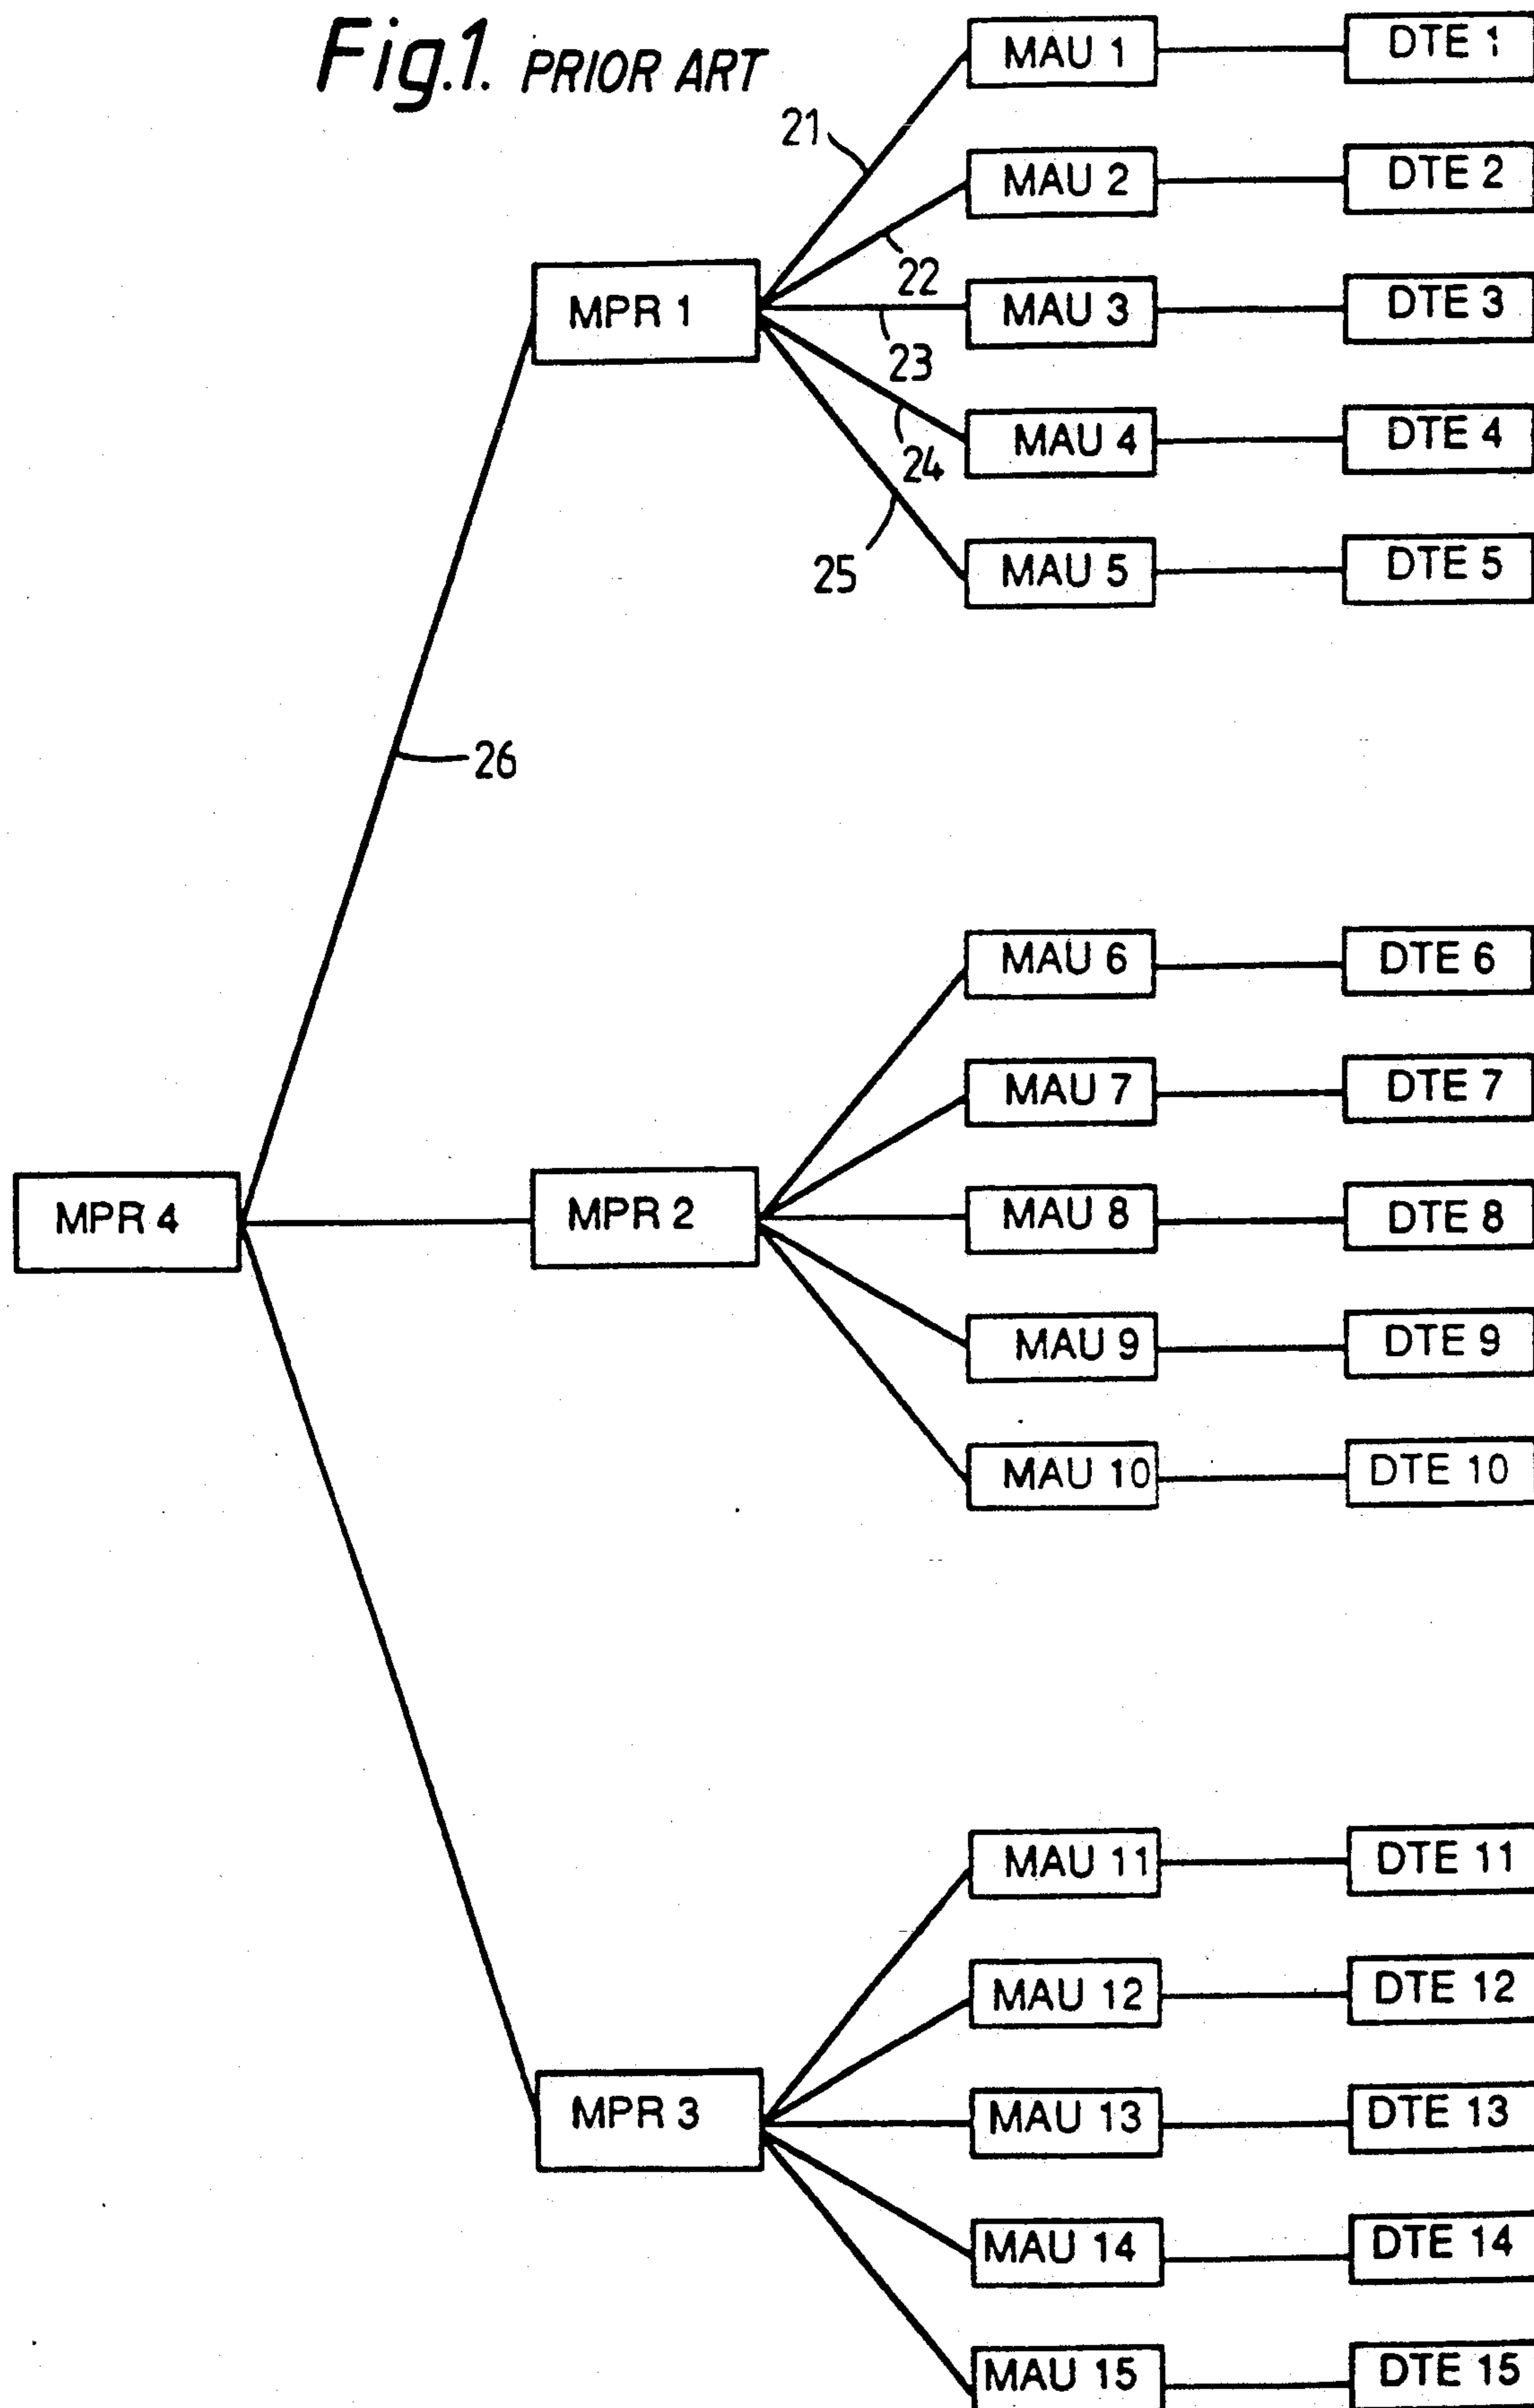 Fig.1. PRIOR ART
MAU 1 DTE 1
21
MAU 2 DTE 2
22
MPR 1 MAU 3 DTE 3
23
MAU 4 DTE 4
24
25 MAU 5 DTE 5
26
MAU 6 DTE 6
MAU 7 DTE 7
MPR 4 MPR 2 MAU 8 DTE 8
MAU 9 DTE 9
MAU 10 DTE 10
MAU 11 DTE 11
MAU 12 DTE 12
MPR 3 MAU 13 DTE 13
MAU 14 DTE 14
MAU 15 DTE 15